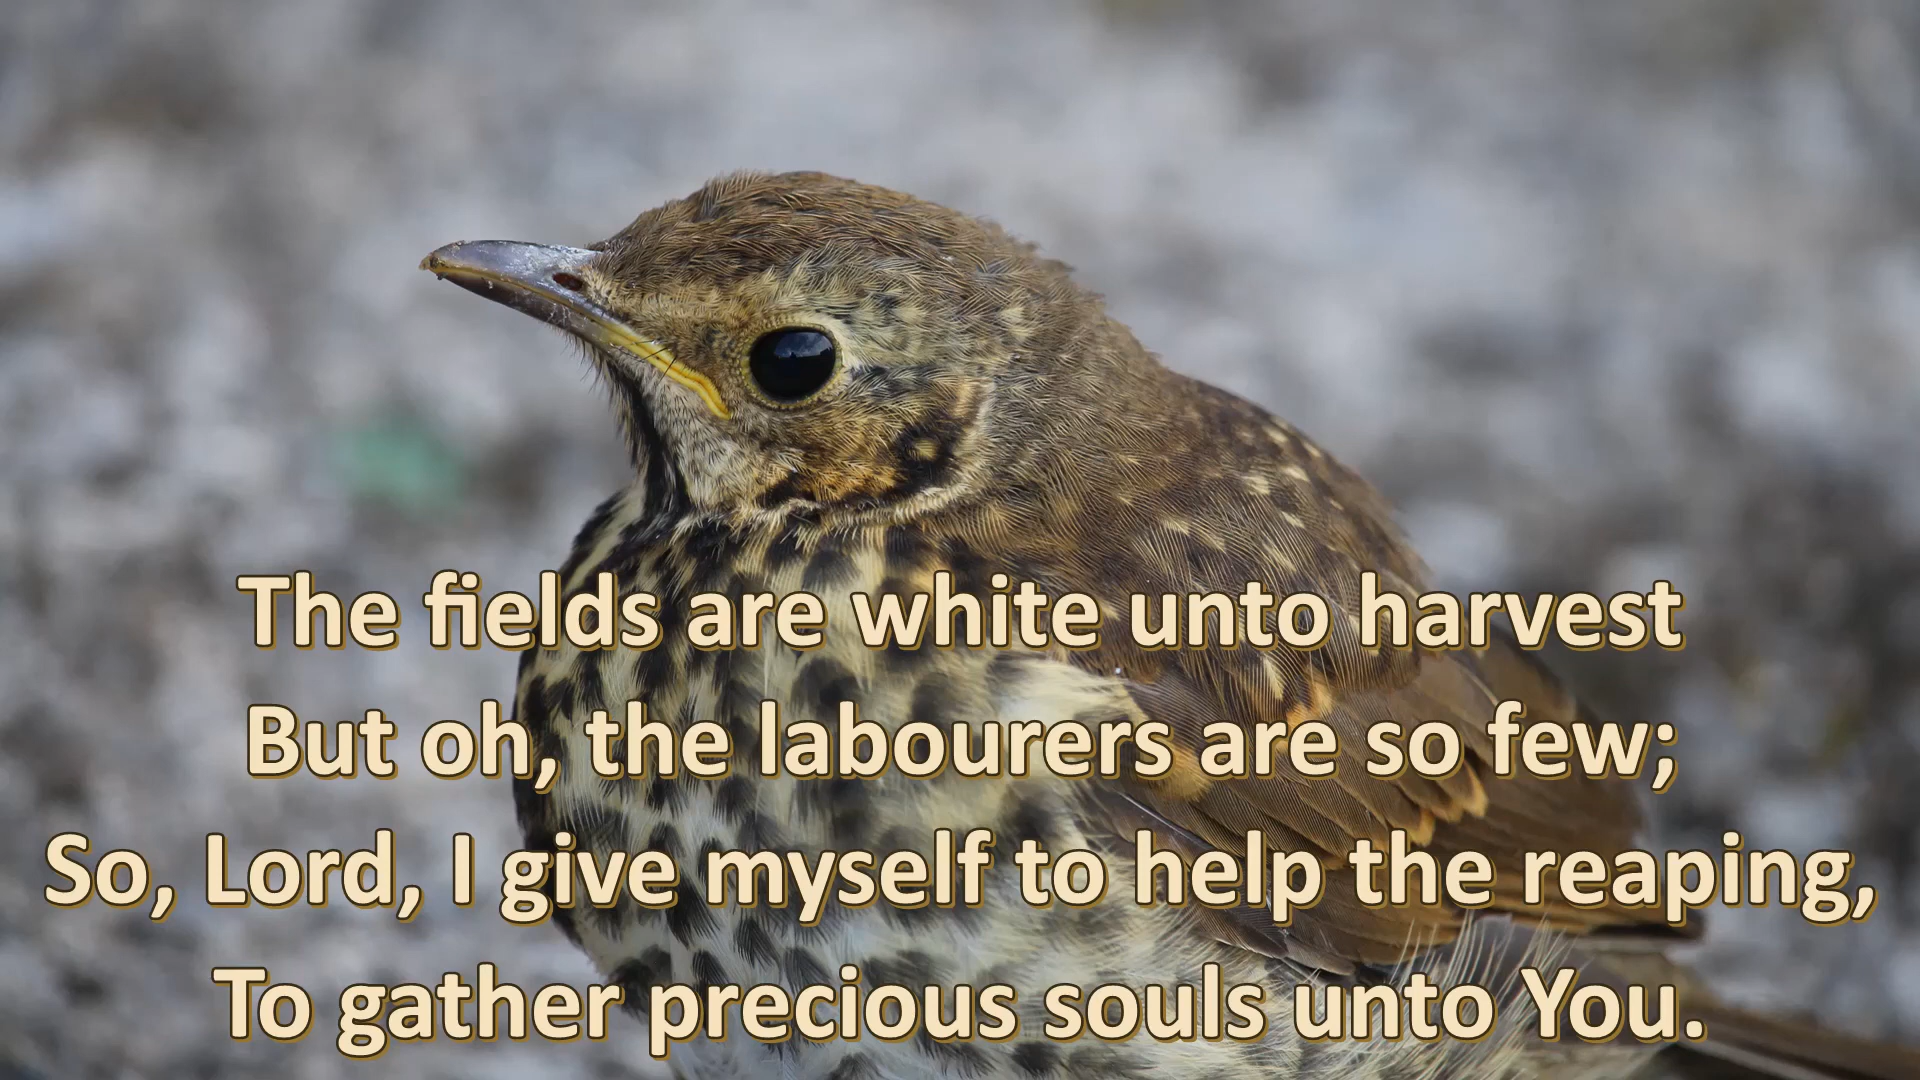 The fields are white unto harvest
But oh, the labourers are so few;
So, Lord, I give myself to help the reaping,
To gather precious souls unto You.